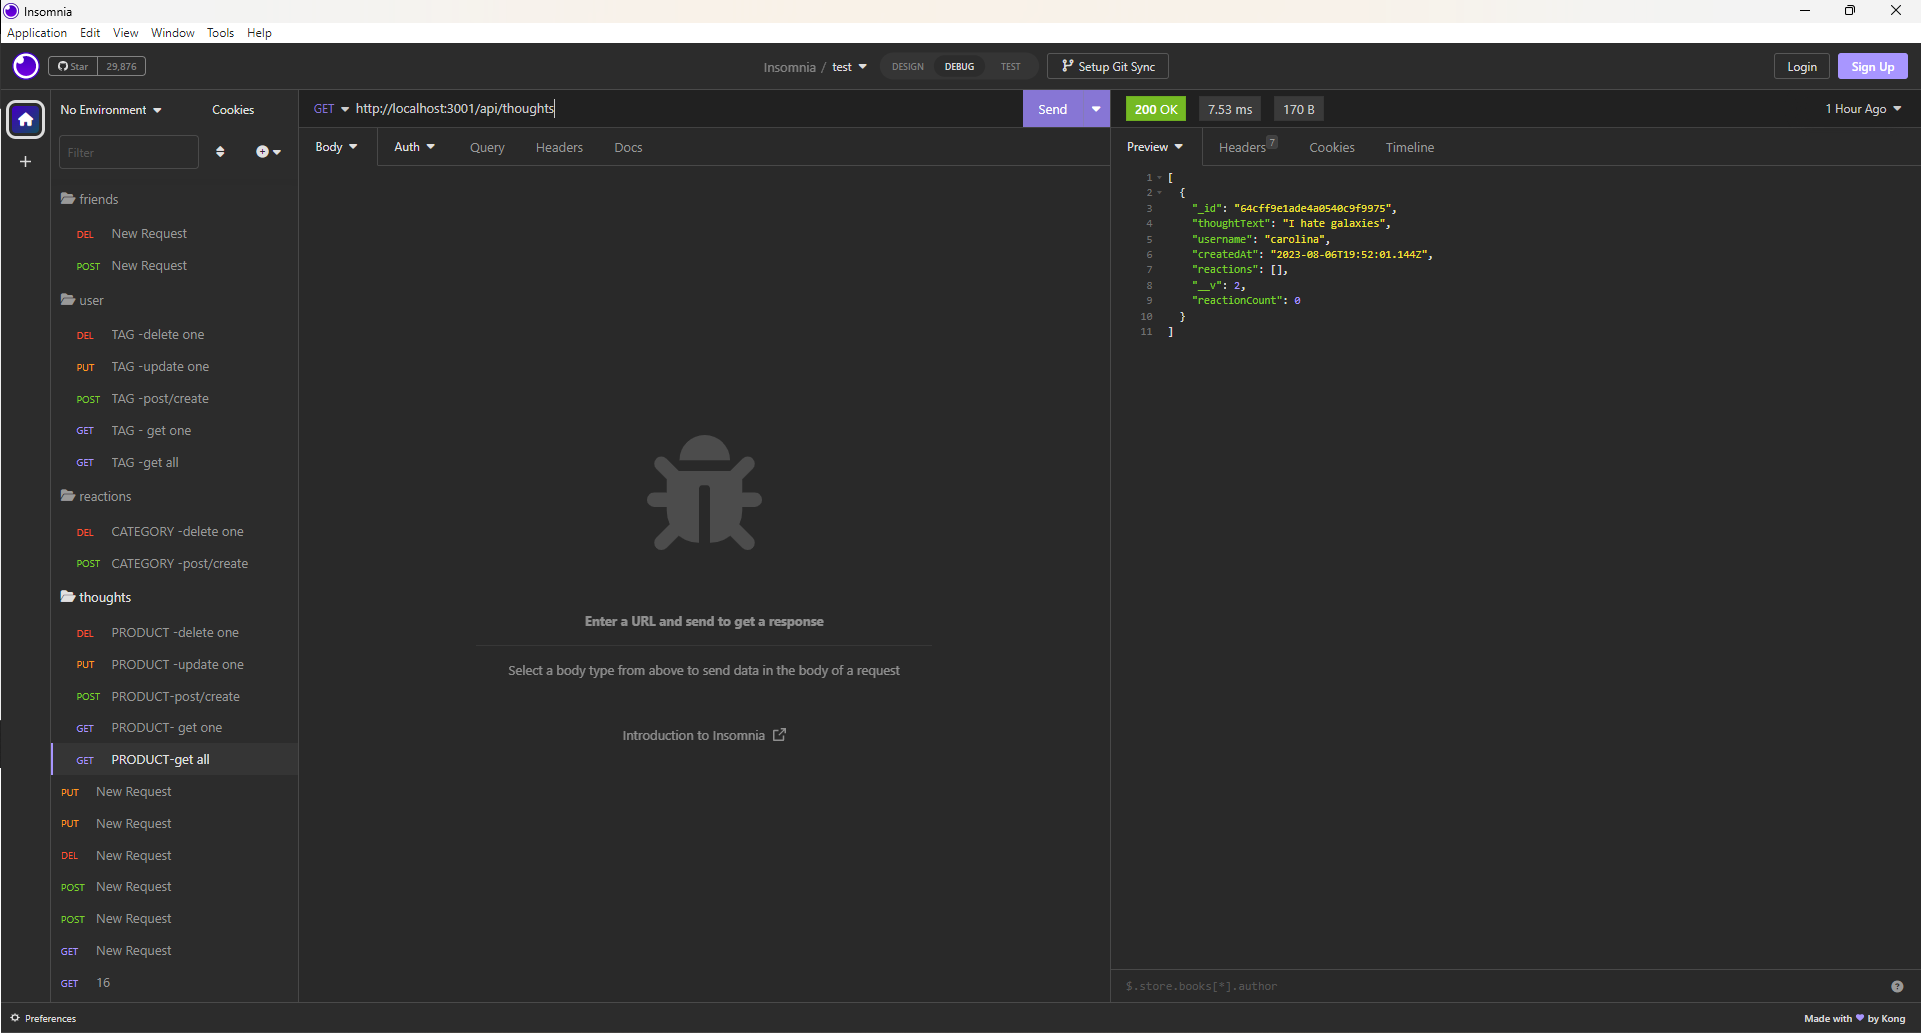 Insomnia
Application Edit View Window Tools Help
Star 29,876
Insomnia / test
DESIGN DEBUG TEST
Setup Git Sync
Login Sign Up
No Environment Cookies
Filter
friends
DEL New Request
POST New Request
user
DEL TAG -delete one
PUT TAG -update one
POST TAG -post/create
GET TAG - get one
GET TAG -get all
reactions
DEL CATEGORY -delete one
POST CATEGORY -post/create
thoughts
DEL PRODUCT -delete one
PUT PRODUCT -update one
POST PRODUCT-post/create
GET PRODUCT- get one
GET PRODUCT-get all
PUT New Request
PUT New Request
DEL New Request
POST New Request
POST New Request
GET New Request
GET 16
GET http://localhost:3001/api/thoughts
Send
Body Auth Query Headers Docs
Enter a URL and send to get a response
Select a body type from above to send data in the body of a request
Introduction to Insomnia
200 OK 7.53 ms 170 B 1 Hour Ago
Preview Headers 7 Cookies Timeline
1 [
2 {
3 "_id": "64cff9e1ade4a0540c9f9975",
4 "thoughtText": "I hate galaxies",
5 "username": "carolina",
6 "createdAt": "2023-08-06T19:52:01.144Z",
7 "reactions": [],
8 "__v": 2,
9 "reactionCount": 0
10 }
11 ]
$.store.books[*].author
?
Preferences
Made with ♥ by Kong